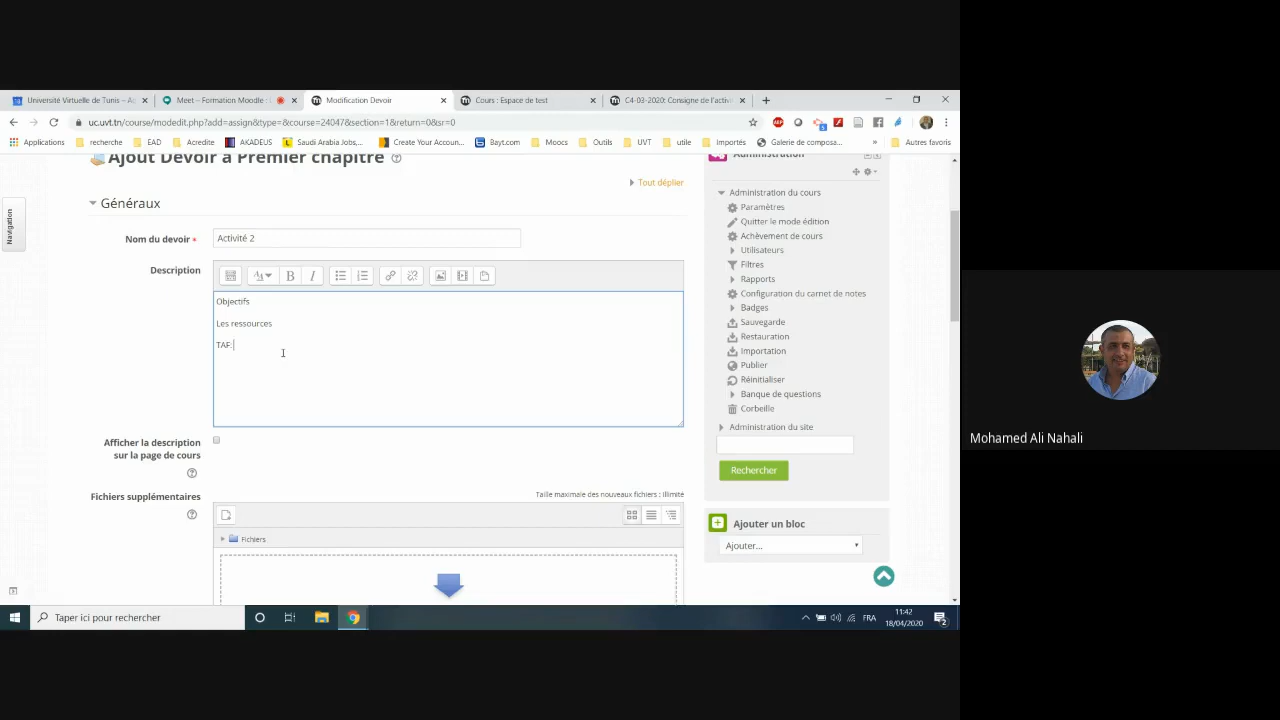 Université Virtuelle de Tunis – Ac
Meet – Formation Moodle :
Modification Devoir
Cours : Espace de test
C4-03-2020: Consigne de l'activi
uc.uvt.tn/course/modedit.php?add=assign&type=&course=24047&section=1&return=0&sr=0
Applications
recherche
EAD
Acredite
AKADEUS
Saudi Arabia Jobs,...
Create Your Accoun...
Bayt.com
Moocs
Outils
UVT
utile
Importés
Galerie de composa...
»
Autres favoris
Navigation
Ajout Devoir à Premier chapitre
Tout déplier
Généraux
Nom du devoir *
Activité 2
Description
Objectifs
Les ressources
TAF:
Afficher la description
sur la page de cours
Fichiers supplémentaires
Taille maximale des nouveaux fichiers : illimité
Fichiers
Administration
Administration du cours
Paramètres
Quitter le mode édition
Achèvement de cours
Utilisateurs
Filtres
Rapports
Configuration du carnet de notes
Badges
Sauvegarde
Restauration
Importation
Publier
Réinitialiser
Banque de questions
Corbeille
Administration du site
Rechercher
Ajouter un bloc
Ajouter...
Taper ici pour rechercher
FRA
11:42
18/04/2020
2
Mohamed Ali Nahali